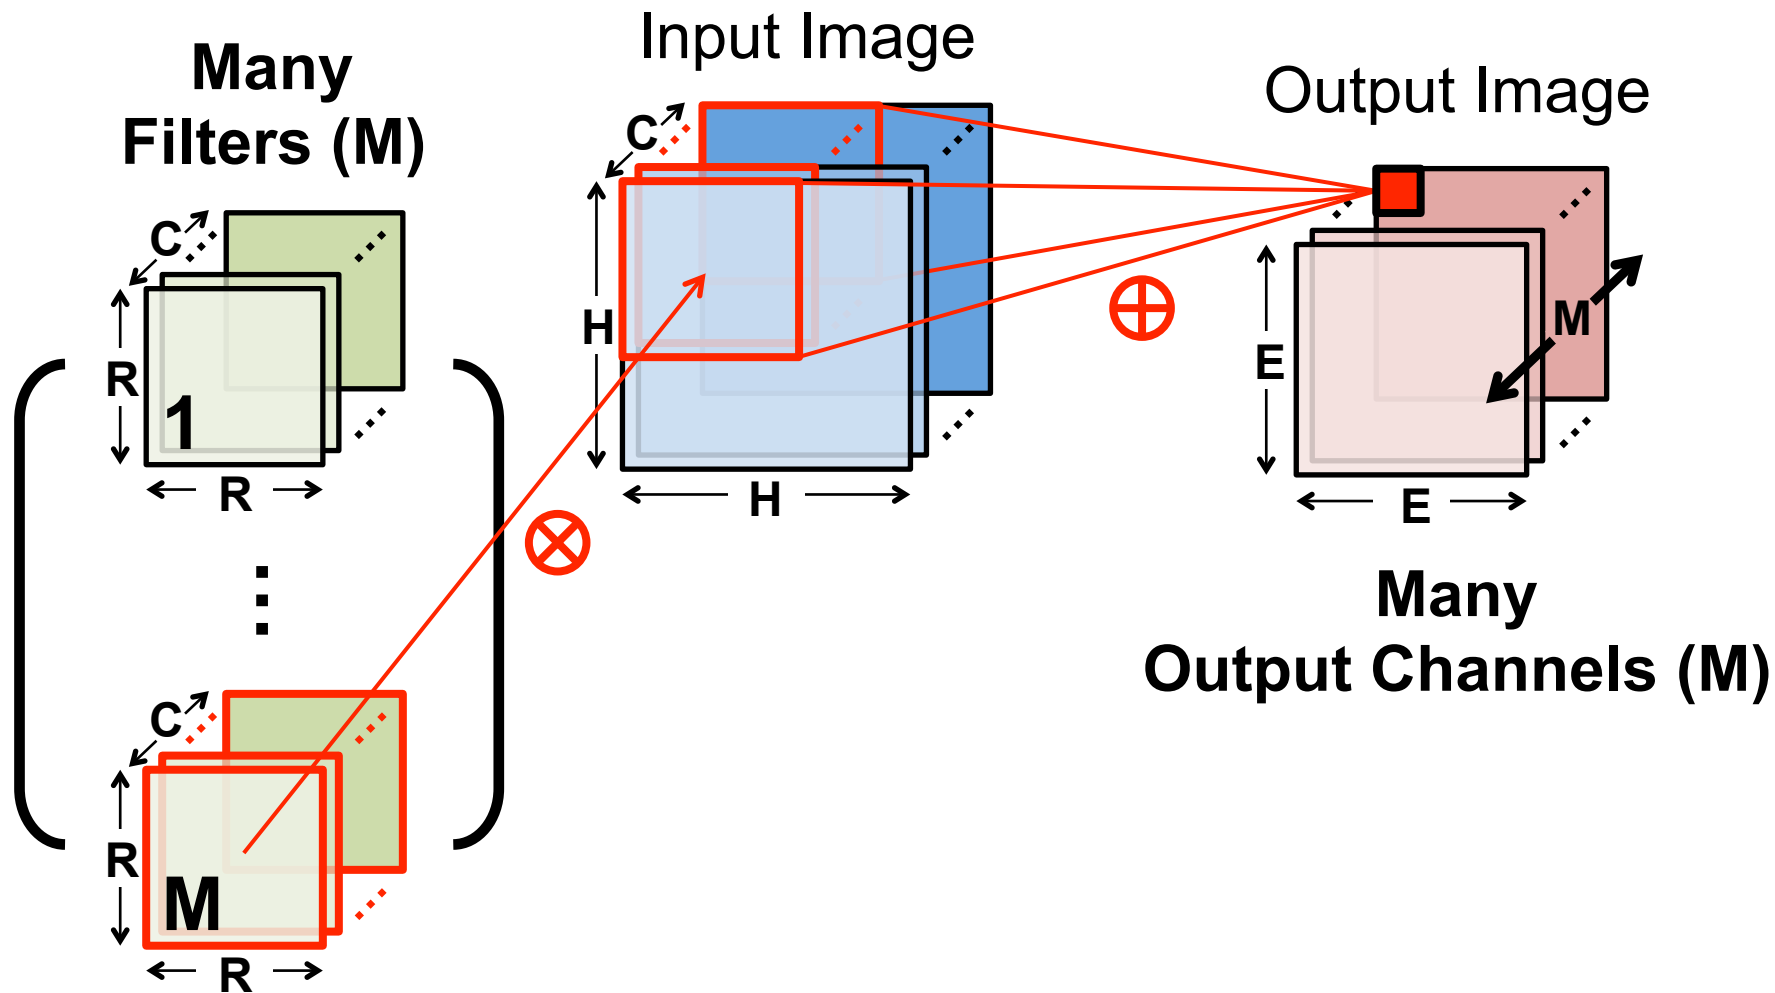 Many
Filters (M)
C
R
1
R
C
R
M
R
Input Image
C
H
H
Output Image
M
E
E
Many
Output Channels (M)